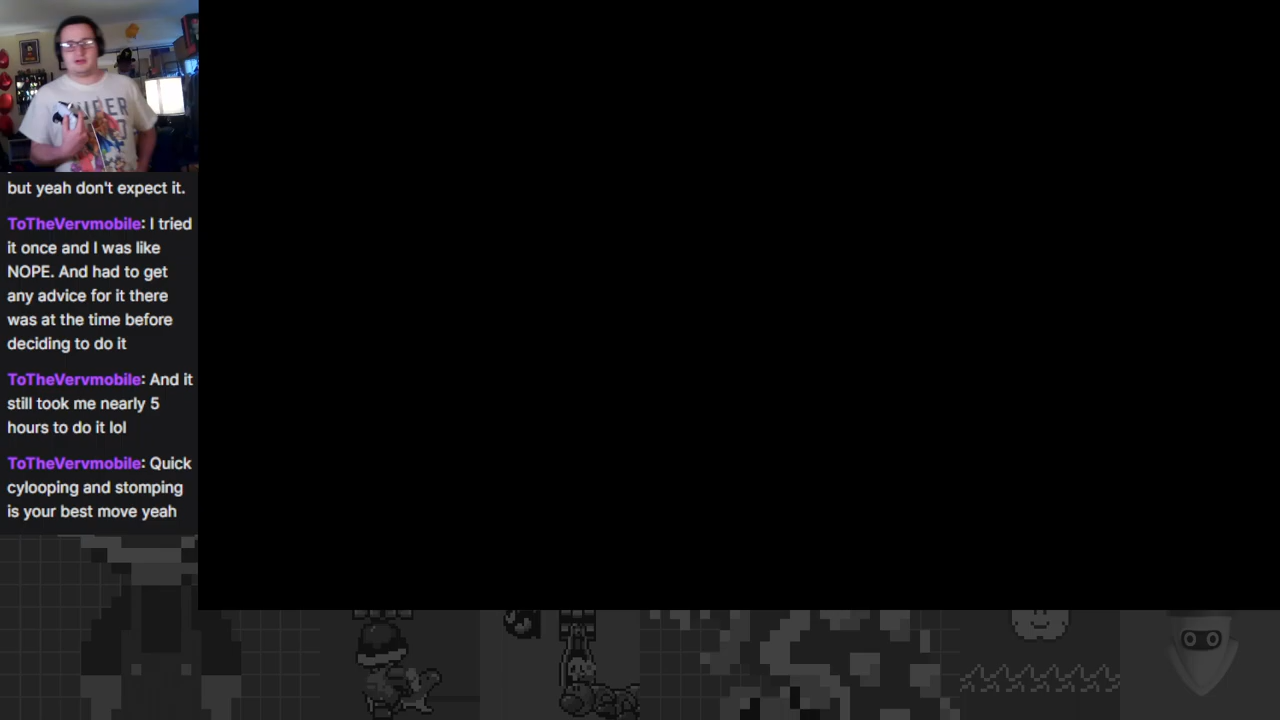 UPER
but yeah don't expect it.
ToTheVervmobile: I tried
it once and I was like
NOPE. And had to get
any advice for it there
was at the time before
deciding to do it
ToTheVervmobile: And it
still took me nearly 5
hours to do it lol
ToTheVervmobile: Quick
cylooping and stomping
is your best move yeah